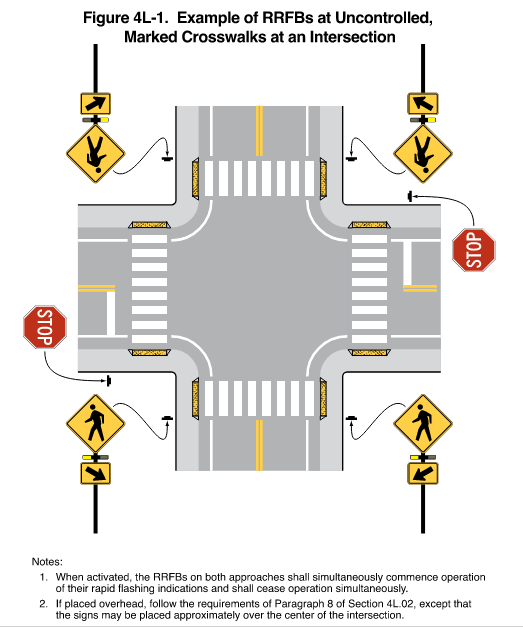 Figure 4L-1.  Example of RRFBs at Uncontrolled,
Marked Crosswalks at an Intersection
STOP
STOP
Notes:
1. When activated, the RRFBs on both approaches shall simultaneously commence operation
of their rapid flashing indications and shall cease operation simultaneously.
2. If placed overhead, follow the requirements of Paragraph 8 of Section 4L.02, except that
the signs may be placed approximately over the center of the intersection.